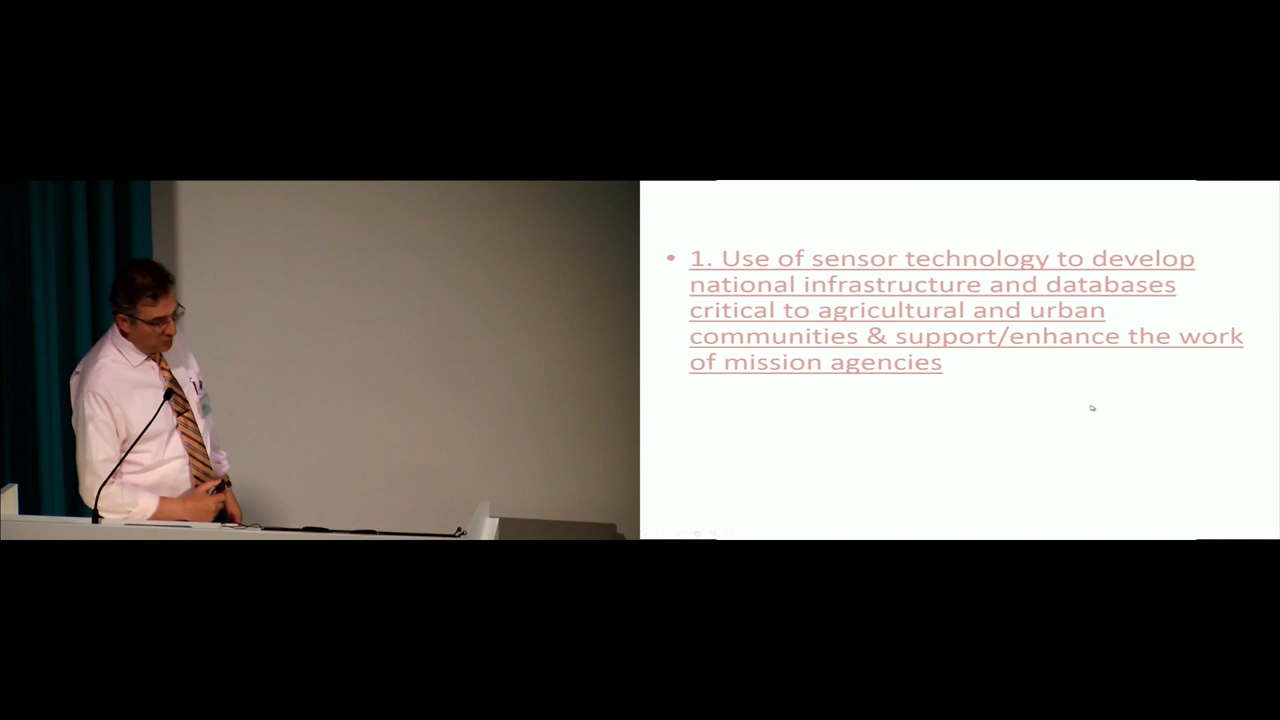 • 1. Use of sensor technology to develop
national infrastructure and databases
critical to agricultural and urban
communities & support/enhance the work
of mission agencies